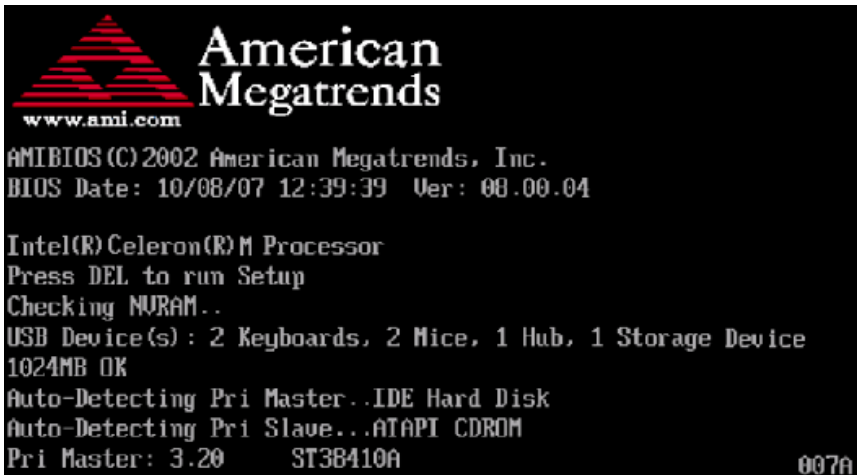 American
Megatrends
www.ami.com
AMIBIOS(C)2002 American Megatrends, Inc.
BIOS Date: 10/08/07 12:39:39 Ver: 08.00.04
Intel(R)Celeron(R)M Processor
Press DEL to run Setup
Checking NVRAM..
USB Device(s): 2 Keyboards, 2 Mice, 1 Hub, 1 Storage Device
1024MB OK
Auto-Detecting Pri Master..IDE Hard Disk
Auto-Detecting Pri Slave...ATAPI CDROM
Pri Master: 3.20 ST38410A
007A